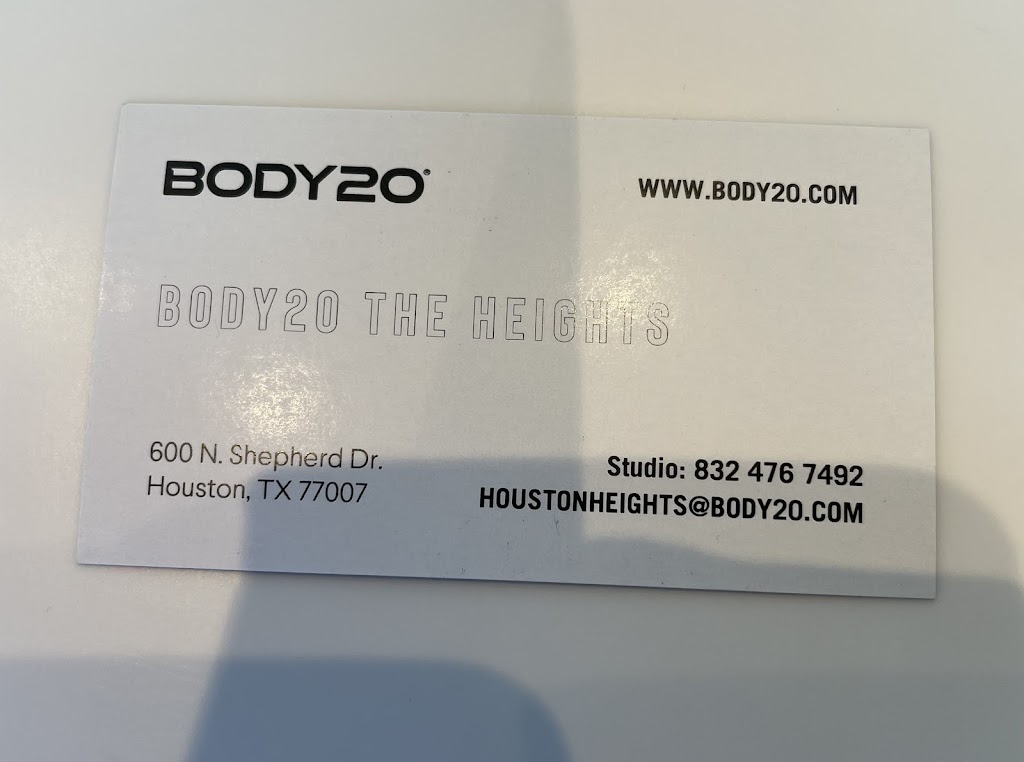 BODY20®
WWW.BODY20.COM
BODY20 THE HEIGHTS
600 N. Shepherd Dr.
Houston, TX 77007
Studio: 832 476 7492
HOUSTONHEIGHTS@BODY20.COM